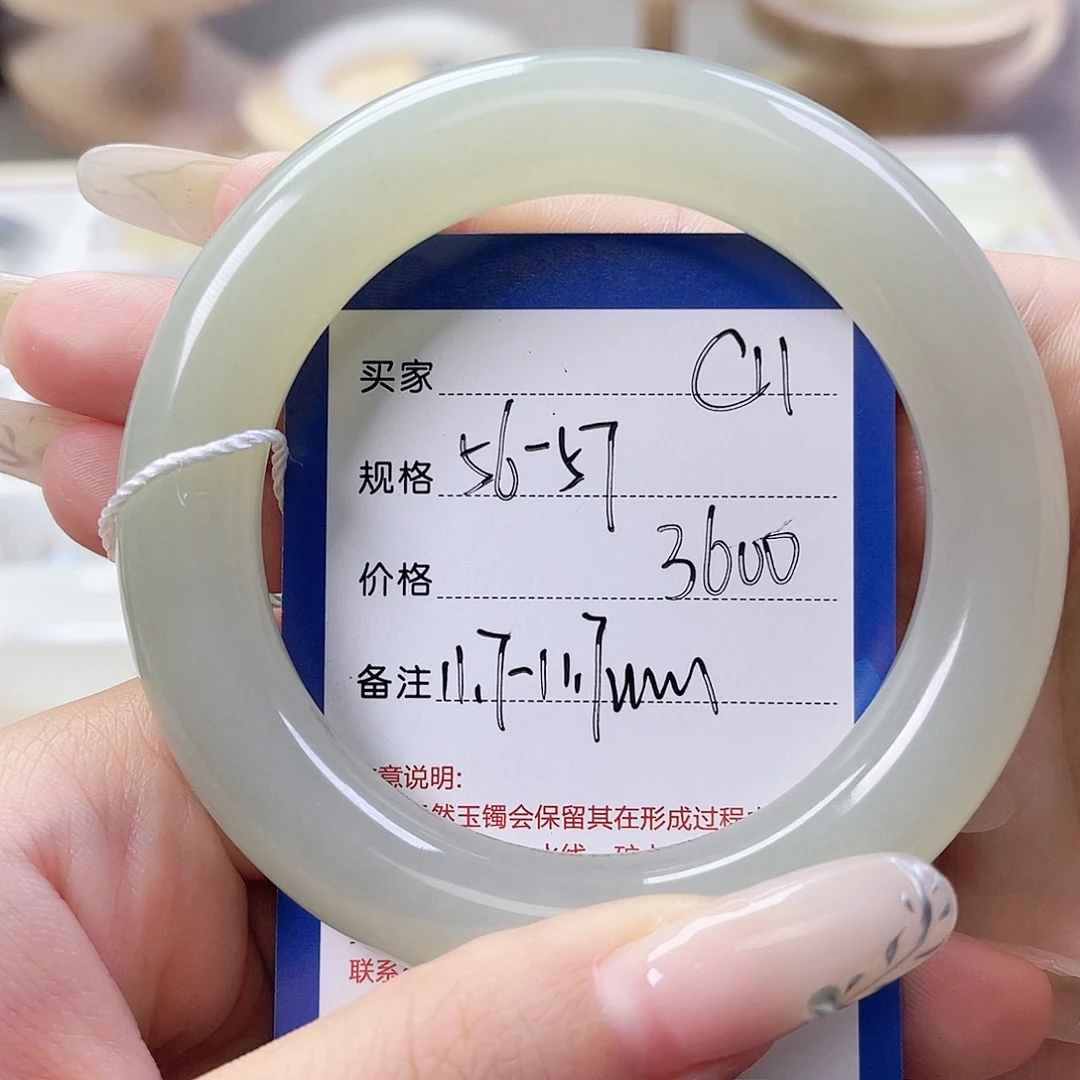 买家 C11
规格 56-57
价格 3600
备注 11.7-11.7mm
意说明:
然玉镯会保留其在形成过程
联系